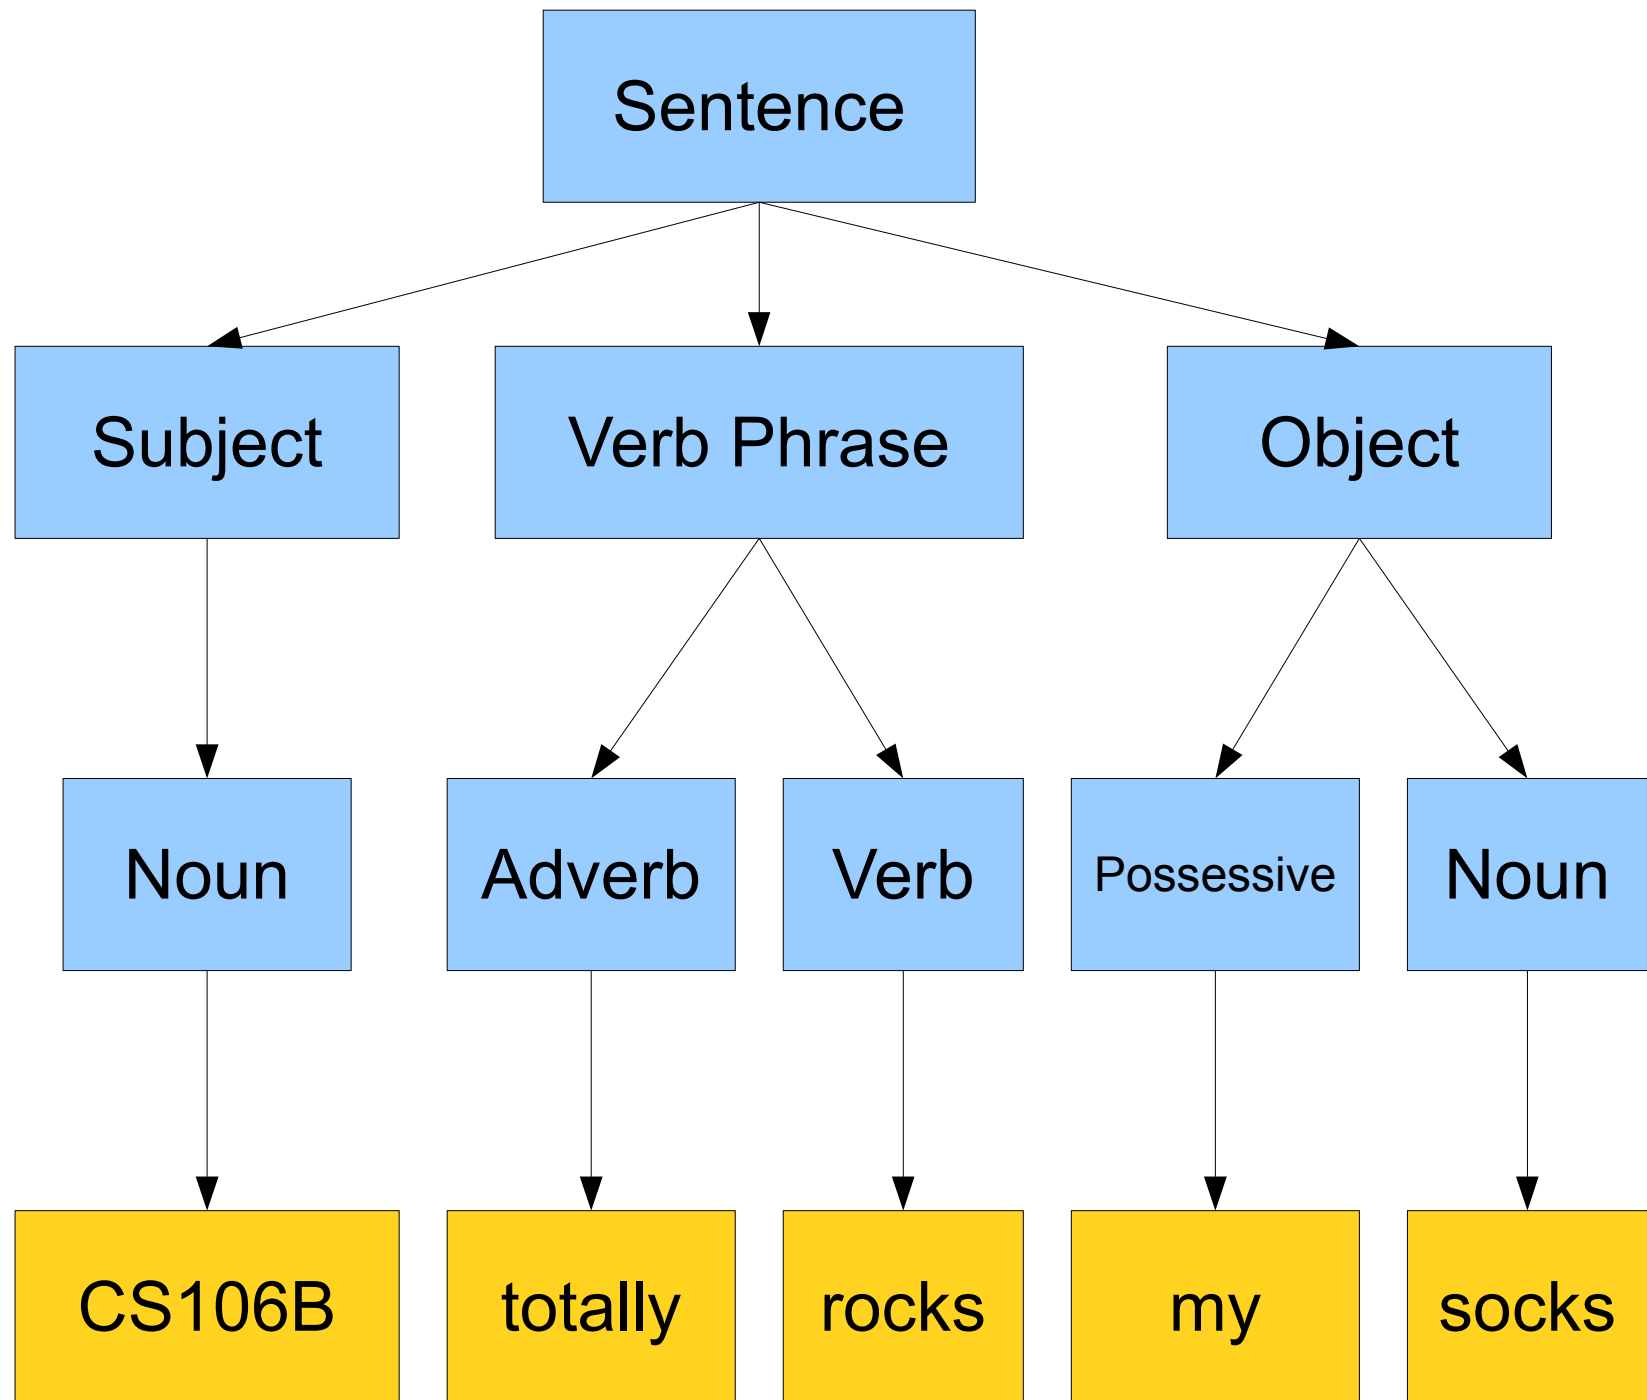 Sentence
Subject Verb Phrase Object
Noun Adverb Verb Possessive Noun
CS106B totally rocks my socks